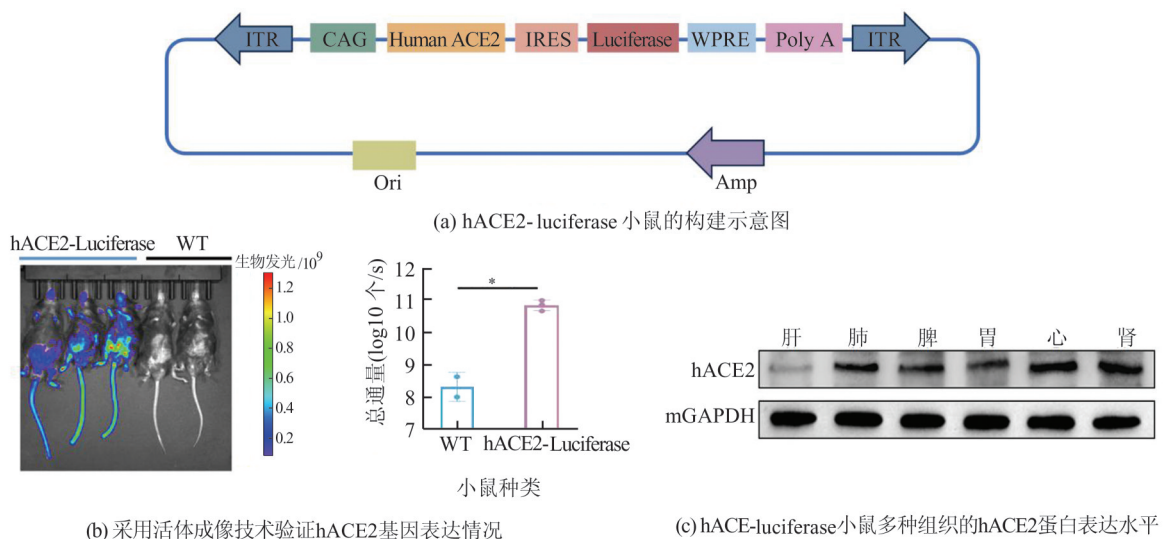 ITR CAG Human ACE2 IRES Luciferase WPRE Poly A ITR
Ori Amp
(a) hACE2-luciferase 小鼠的构建示意图
hACE2-Luciferase WT
生物发光/10⁹
1.2
1.0
0.8
0.6
0.4
0.2
总通量(log10 个/s)
12
11
10
9
8
7
*
WT hACE2-Luciferase
小鼠种类
(b) 采用活体成像技术验证hACE2基因表达情况
肝 肺 脾 胃 心 肾
hACE2
mGAPDH
(c) hACE-luciferase小鼠多种组织的hACE2蛋白表达水平